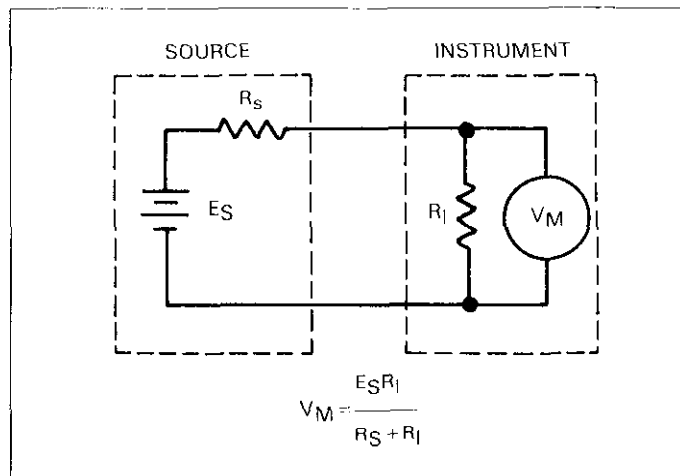 SOURCE INSTRUMENT
Rs
ES
RI
VM
ESRI
VM=
RS+RI